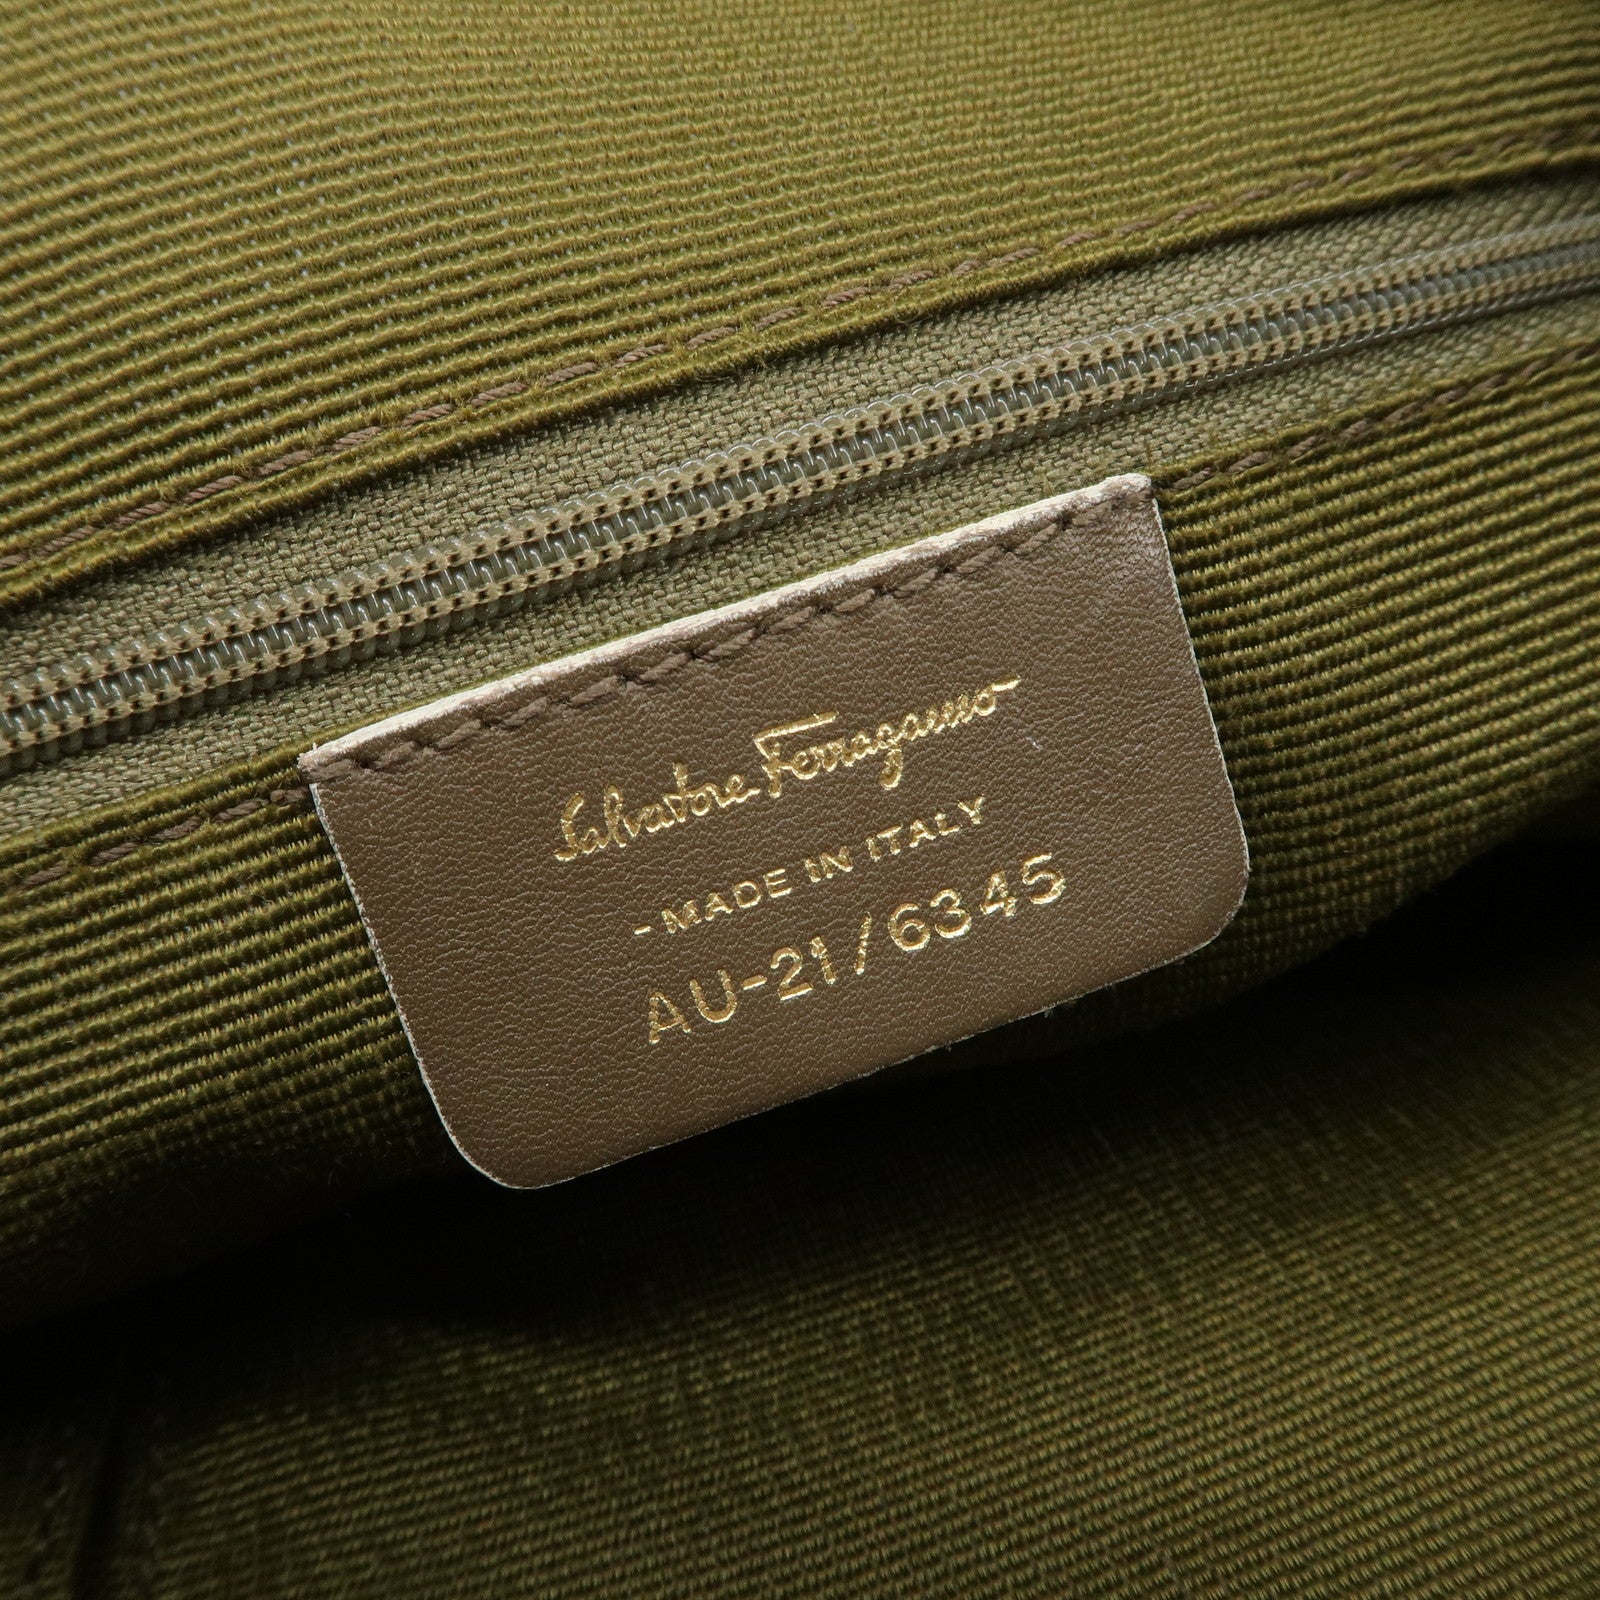 Salvatore Ferragamo
- MADE IN ITALY
AU-21/6345